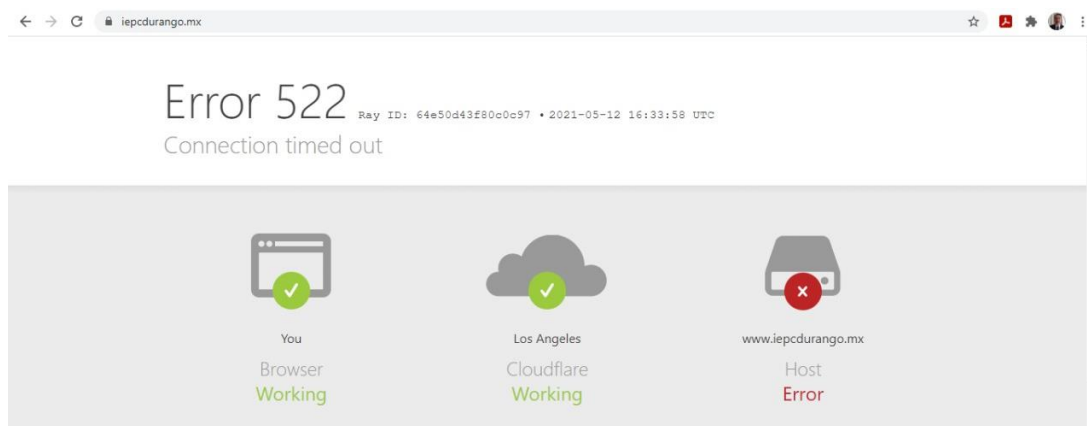 iepcdurango.mx
Error 522 Ray ID: 64e50d43f80c0c97 • 2021-05-12 16:33:58 UTC
Connection timed out
You
Browser
Working
Los Angeles
Cloudflare
Working
www.iepcdurango.mx
Host
Error